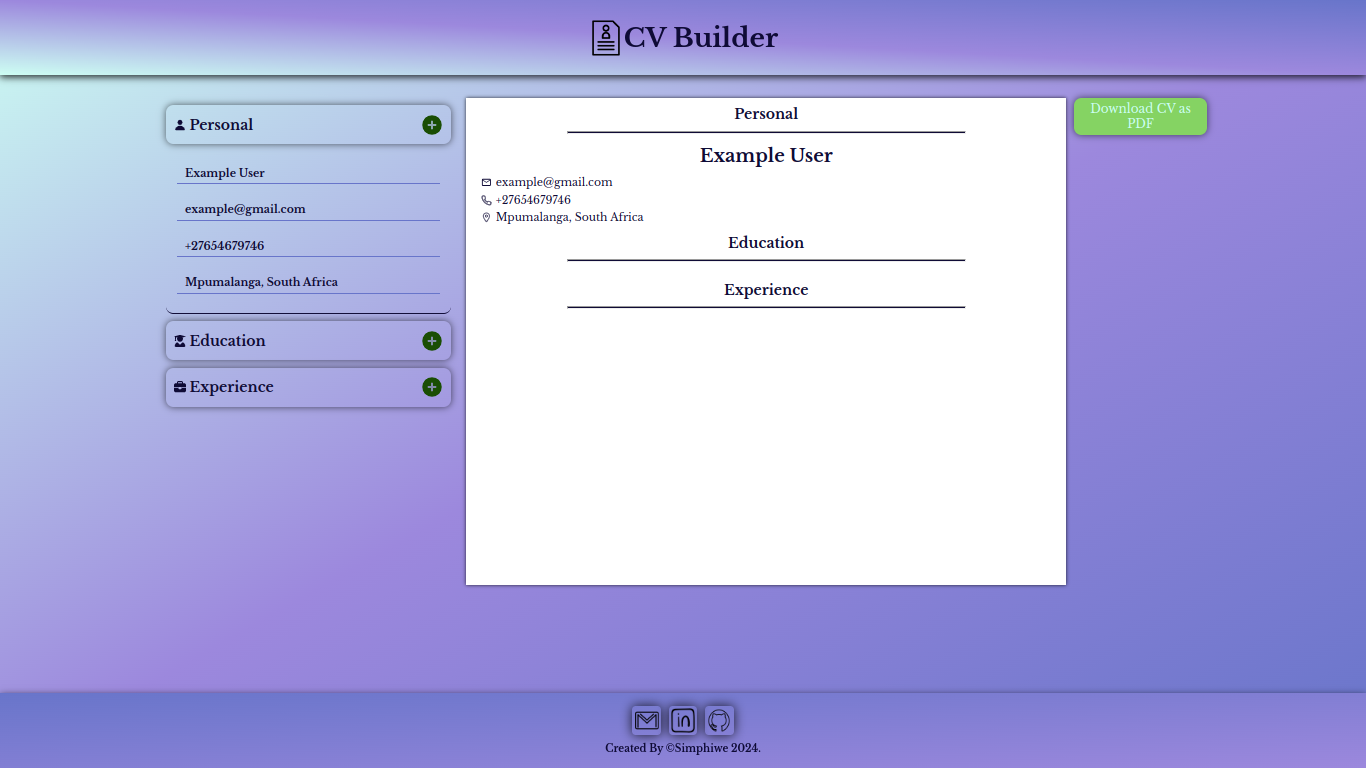 CV Builder
Personal
Example User
example@gmail.com
+27654679746
Mpumalanga, South Africa
Education
Experience
Personal
Example User
example@gmail.com
+27654679746
Mpumalanga, South Africa
Education
Experience
Download CV as
PDF
in
Created By ©Simphiwe 2024.